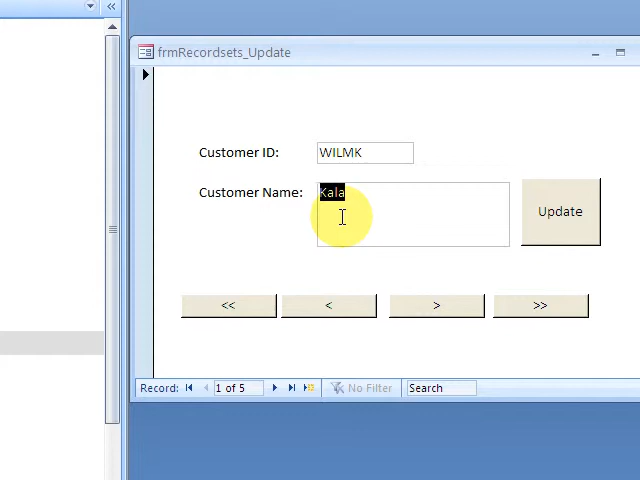 frmRecordsets_Update
Customer ID: WILMK
Customer Name: Kala
Update
<< < > >>
Record: 1 of 5 No Filter Search